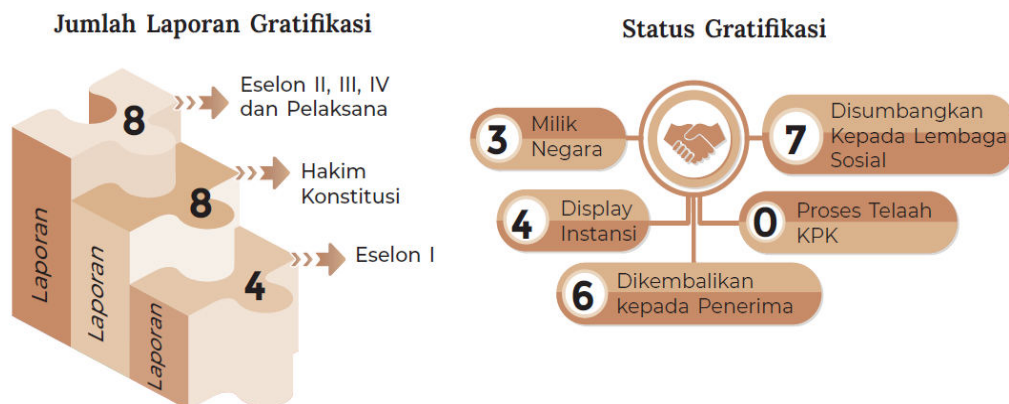 Jumlah Laporan Gratifikasi
8
Eselon II, III, IV
dan Pelaksana
8
Hakim
Konstitusi
4
Eselon I
Laporan
Laporan
Laporan
Status Gratifikasi
3
Milik
Negara
7
Disumbangkan
Kepada Lembaga
Sosial
4
Display
Instansi
0
Proses Telaah
KPK
6
Dikembalikan
kepada Penerima